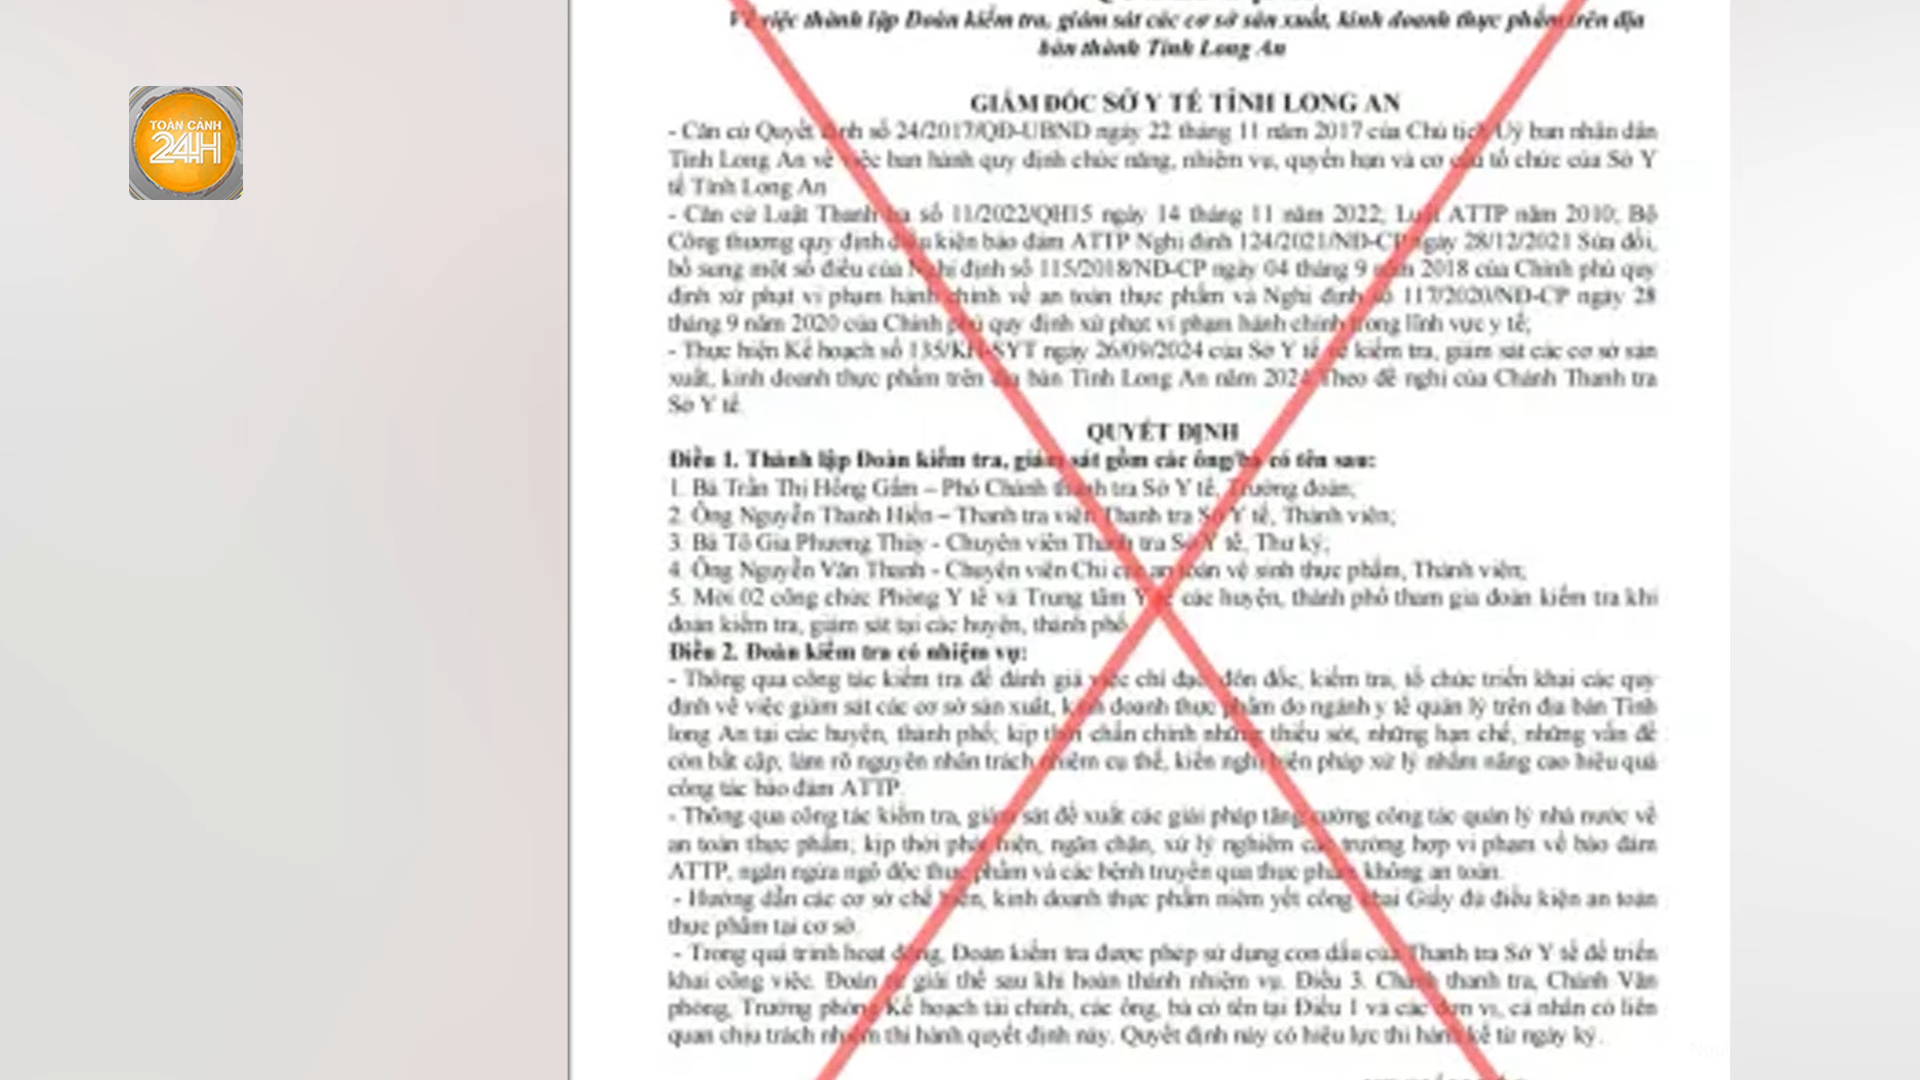 TOÀN CẢNH
24H
Về việc thành lập Đoàn kiểm tra, giám sát các cơ sở sản xuất, kinh doanh thực phẩm trên địa
bàn thành Tỉnh Long An
GIÁM ĐỐC SỞ Y TẾ TỈNH LONG AN
- Căn cứ Quyết định số 24/2017/QĐ-UBND ngày 22 tháng 11 năm 2017 của Chủ tịch Uỷ ban nhân dân
Tỉnh Long An về việc ban hành quy định chức năng, nhiệm vụ, quyền hạn và cơ cấu tổ chức của Sở Y
tế Tỉnh Long An
- Căn cứ Luật Thanh tra số 11/2022/QH15 ngày 14 tháng 11 năm 2022; Luật ATTP năm 2010; Bộ
Công thương quy định điều kiện bảo đảm ATTP Nghị định 124/2021/NĐ-CP ngày 28/12/2021 Sửa đổi,
bổ sung một số điều của Nghị định số 115/2018/NĐ-CP ngày 04 tháng 9 năm 2018 của Chính phủ quy
định xử phạt vi phạm hành chính về an toàn thực phẩm và Nghị định số 117/2020/NĐ-CP ngày 28
tháng 9 năm 2020 của Chính phủ quy định xử phạt vi phạm hành chính trong lĩnh vực y tế;
- Thực hiện Kế hoạch số 135/KH-SYT ngày 26/09/2024 của Sở Y tế về kiểm tra, giám sát các cơ sở sản
xuất, kinh doanh thực phẩm trên địa bàn Tỉnh Long An năm 2024 Theo đề nghị của Chánh Thanh tra
Sở Y tế.
QUYẾT ĐỊNH
Điều 1. Thành lập Đoàn kiểm tra, giám sát gồm các ông/bà có tên sau:
1. Bà Trần Thị Hồng Gấm – Phó Chánh thanh tra Sở Y tế, Trưởng đoàn;
2. Ông Nguyễn Thanh Hiền – Thanh tra viên Thanh tra Sở Y tế, Thành viên;
3. Bà Tô Gia Phương Thùy - Chuyên viên Thanh tra Sở Y tế, Thư ký;
4. Ông Nguyễn Văn Thanh - Chuyên viên Chi cục an toàn vệ sinh thực phẩm, Thành viên;
5. Mời 02 công chức Phòng Y tế và Trung tâm Y tế các huyện, thành phố tham gia đoàn kiểm tra khi
đoàn kiểm tra, giám sát tại các huyện, thành phố.
Điều 2. Đoàn kiểm tra có nhiệm vụ:
- Thông qua công tác kiểm tra để đánh giá việc chỉ đạo, đôn đốc, kiểm tra, tổ chức triển khai các quy
định về việc giám sát các cơ sở sản xuất, kinh doanh thực phẩm do ngành y tế quản lý trên địa bàn Tỉnh
long An tại các huyện, thành phố; kịp thời chấn chỉnh những thiếu sót, những hạn chế, những vấn đề
còn bất cập, làm rõ nguyên nhân trách nhiệm cụ thể, kiến nghị biện pháp xử lý nhằm nâng cao hiệu quả
công tác bảo đảm ATTP.
- Thông qua công tác kiểm tra, giám sát đề xuất các giải pháp tăng cường công tác quản lý nhà nước về
an toàn thực phẩm; kịp thời phát hiện, ngăn chặn, xử lý nghiêm các trường hợp vi phạm về bảo đảm
ATTP, ngăn ngừa ngộ độc thực phẩm và các bệnh truyền qua thực phẩm không an toàn.
- Hướng dẫn các cơ sở chế biến, kinh doanh thực phẩm niêm yết công khai Giấy đủ điều kiện an toàn
thực phẩm tại cơ sở.
- Trong quá trình hoạt động, Đoàn kiểm tra được phép sử dụng con dấu của Thanh tra Sở Y tế để triển
khai công việc. Đoàn tự giải thể sau khi hoàn thành nhiệm vụ. Điều 3. Chánh thanh tra, Chánh Văn
phòng, Trưởng phòng Kế hoạch tài chính, các ông, bà có tên tại Điều 1 và các đơn vị, cá nhân có liên
quan chịu trách nhiệm thi hành quyết định này. Quyết định này có hiệu lực thi hành kể từ ngày ký.